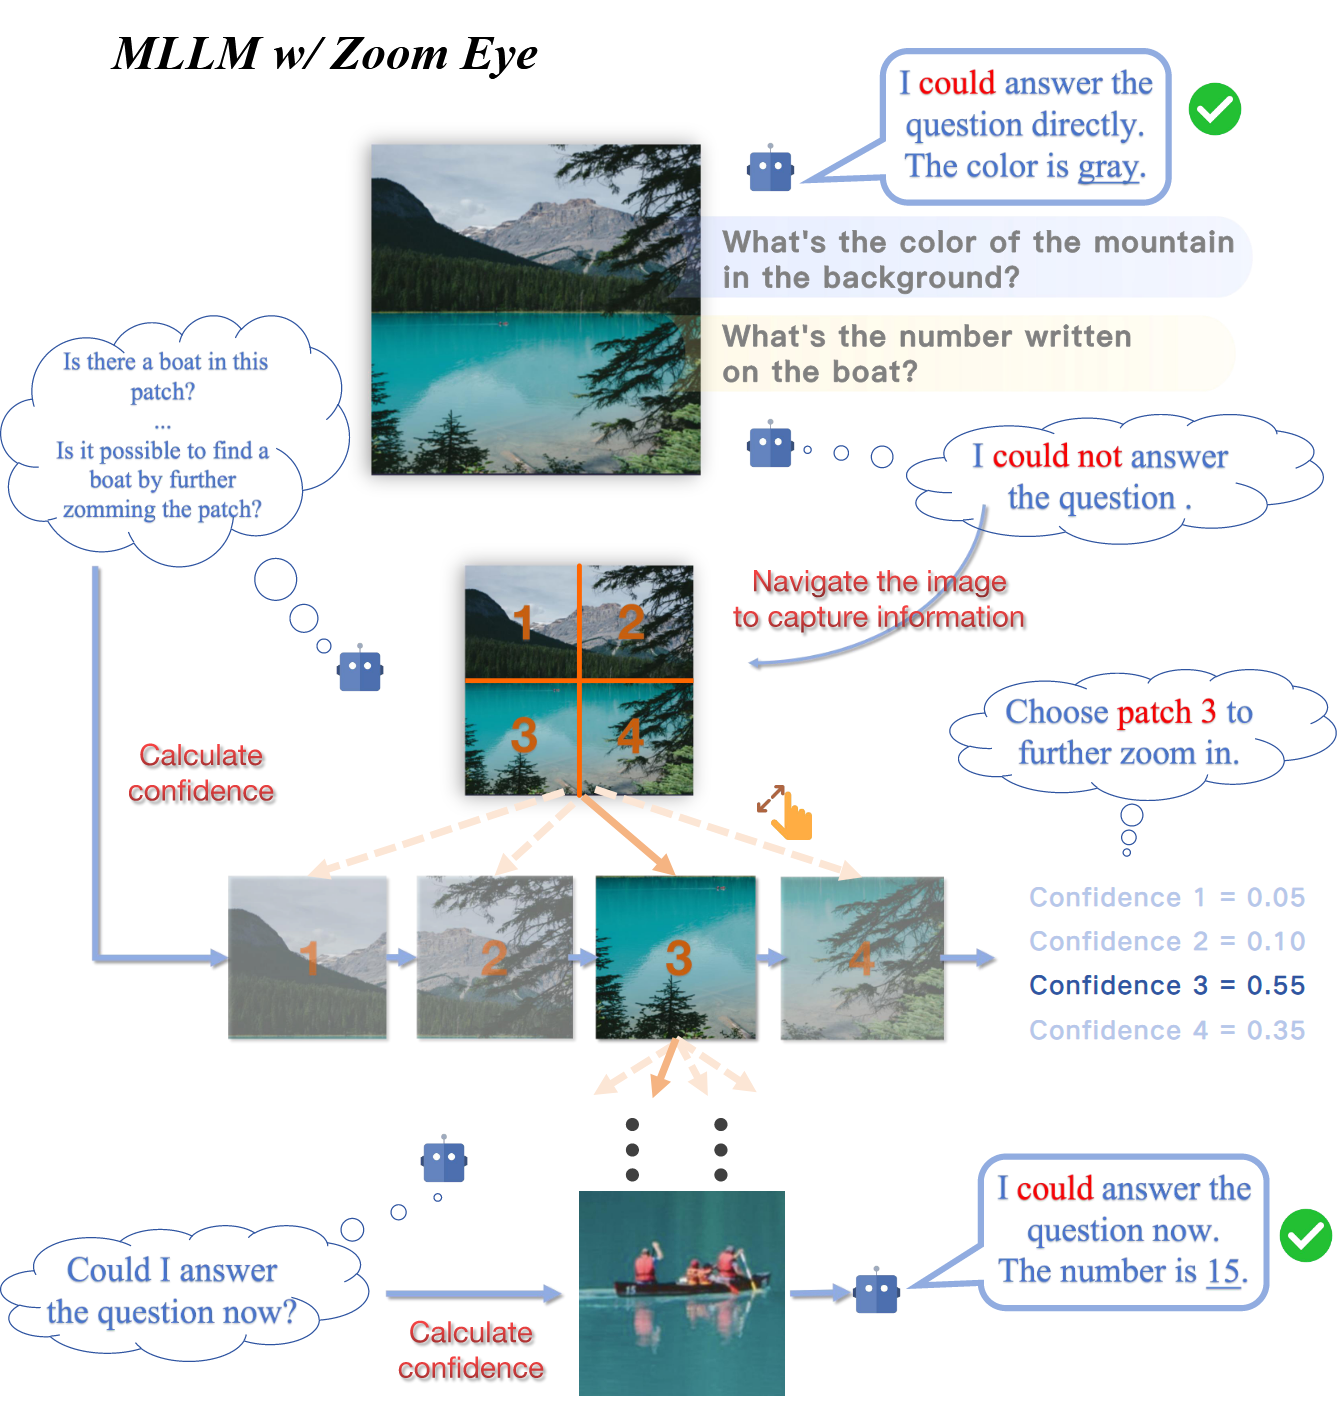 MLLM w/ Zoom Eye
I could answer the
question directly.
The color is gray.
What's the color of the mountain
in the background?
What's the number written
on the boat?
Is there a boat in this
patch?
...
Is it possible to find a
boat by further
zomming the patch?
I could not answer
the question .
Navigate the image
to capture information
1
2
3
4
Choose patch 3 to
further zoom in.
Calculate
confidence
1
2
3
4
Confidence 1 = 0.05
Confidence 2 = 0.10
Confidence 3 = 0.55
Confidence 4 = 0.35
Could I answer
the question now?
Calculate
confidence
15
I could answer the
question now.
The number is 15.